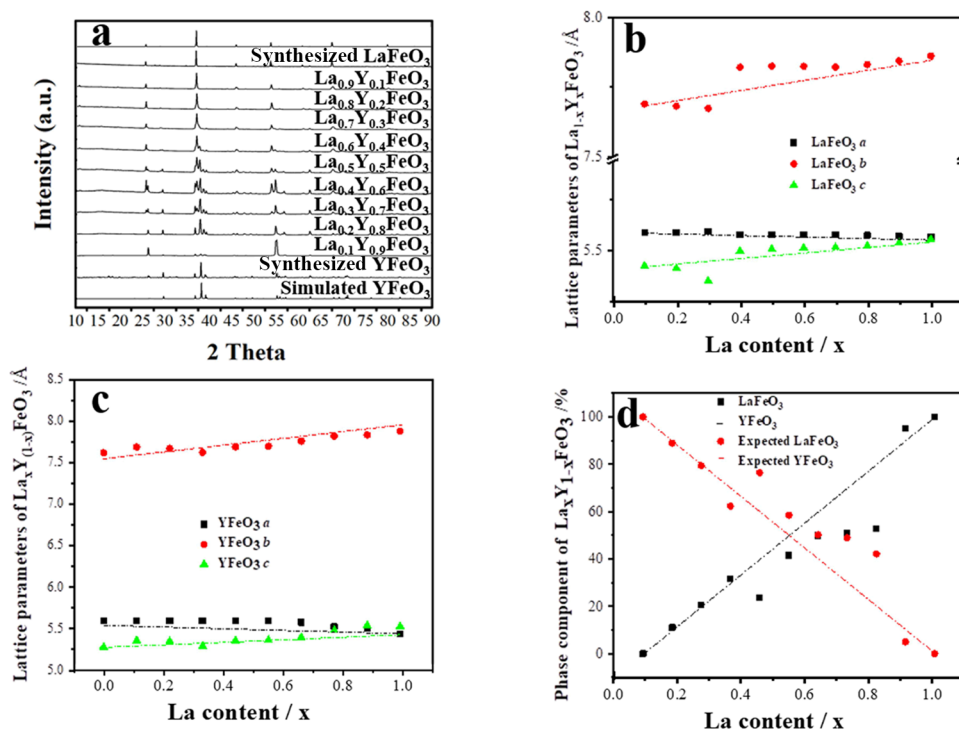 a
Synthesized LaFeO₃
La₀.₉Y₀.₁FeO₃
La₀.₈Y₀.₂FeO₃
La₀.₇Y₀.₃FeO₃
La₀.₆Y₀.₄FeO₃
La₀.₅Y₀.₅FeO₃
La₀.₄Y₀.₆FeO₃
La₀.₃Y₀.₇FeO₃
La₀.₂Y₀.₈FeO₃
La₀.₁Y₀.₉FeO₃
Synthesized YFeO₃
Simulated YFeO₃
Intensity (a.u.)
10 15 20 25 30 35 40 45 50 55 60 65 70 75 80 85 90
2 Theta
b
Lattice parameters of La₁₋ₓYₓFeO₃ /Å
8.0
7.5
5.5
LaFeO₃ a
LaFeO₃ b
LaFeO₃ c
0.0 0.2 0.4 0.6 0.8 1.0
La content / x
c
Lattice parameters of LaₓY₍₁₋ₓ₎FeO₃ /Å
8.5
8.0
7.5
7.0
6.5
6.0
5.5
5.0
YFeO₃ a
YFeO₃ b
YFeO₃ c
0.0 0.2 0.4 0.6 0.8 1.0
La content / x
d
Phase component of LaₓY₁₋ₓFeO₃ /%
100
80
60
40
20
0
LaFeO₃
YFeO₃
Expected LaFeO₃
Expected YFeO₃
0.0 0.2 0.4 0.6 0.8 1.0
La content / x